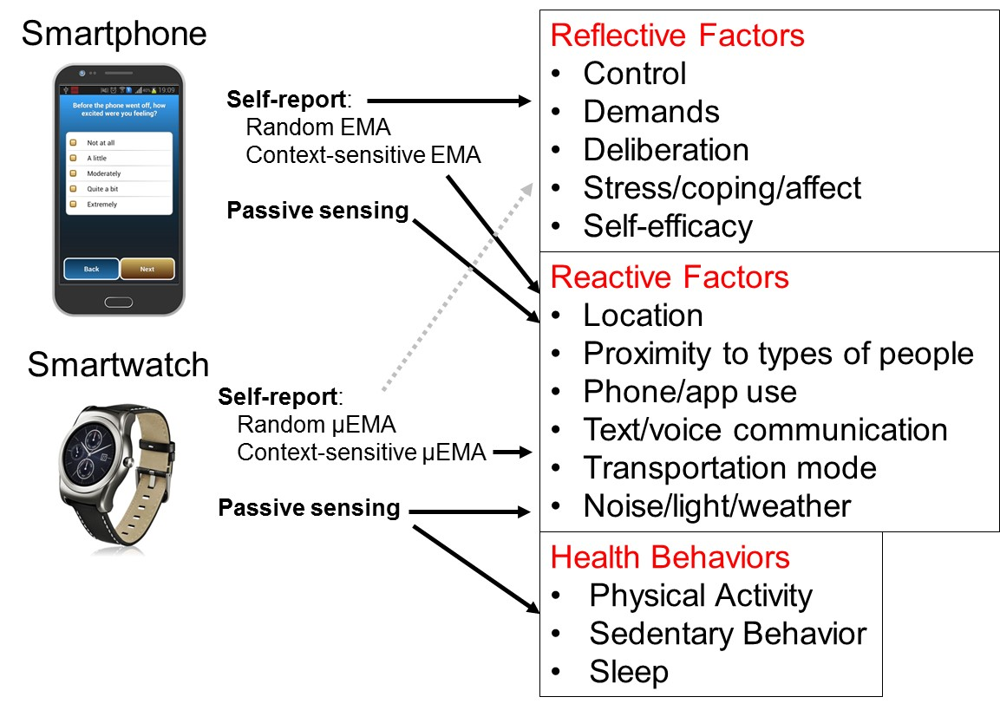 Smartphone
19:09
Before the phone went off, how
excited were you feeling?
Not at all
A little
Moderately
Quite a bit
Extremely
Back
Next
Self-report:
Random EMA
Context-sensitive EMA
Passive sensing
Smartwatch
Self-report:
Random µEMA
Context-sensitive µEMA
Passive sensing
Reflective Factors
• Control
• Demands
• Deliberation
• Stress/coping/affect
• Self-efficacy
Reactive Factors
• Location
• Proximity to types of people
• Phone/app use
• Text/voice communication
• Transportation mode
• Noise/light/weather
Health Behaviors
• Physical Activity
• Sedentary Behavior
• Sleep